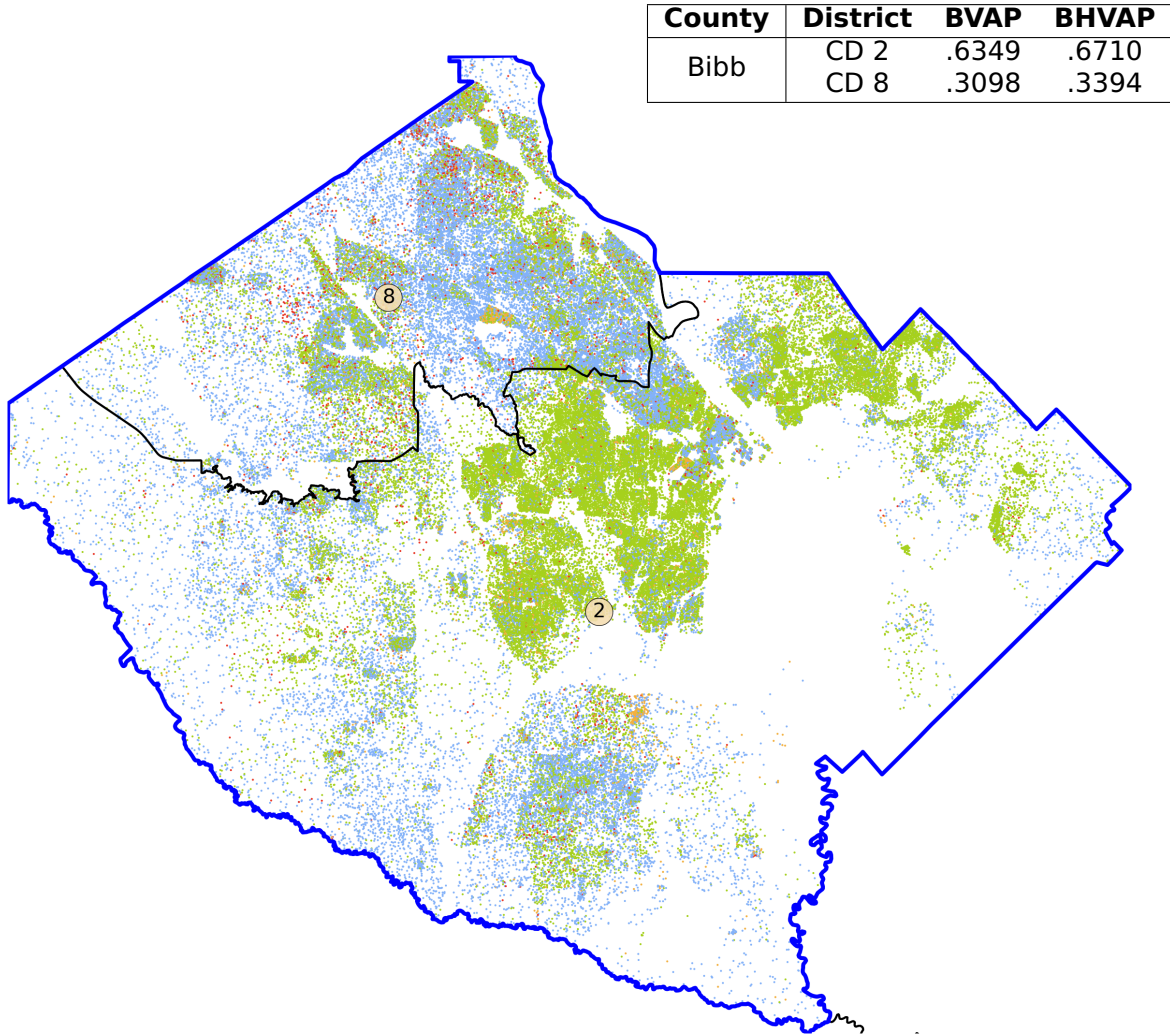 County District BVAP BHVAP
Bibb CD 2 .6349 .6710
CD 8 .3098 .3394
8
2